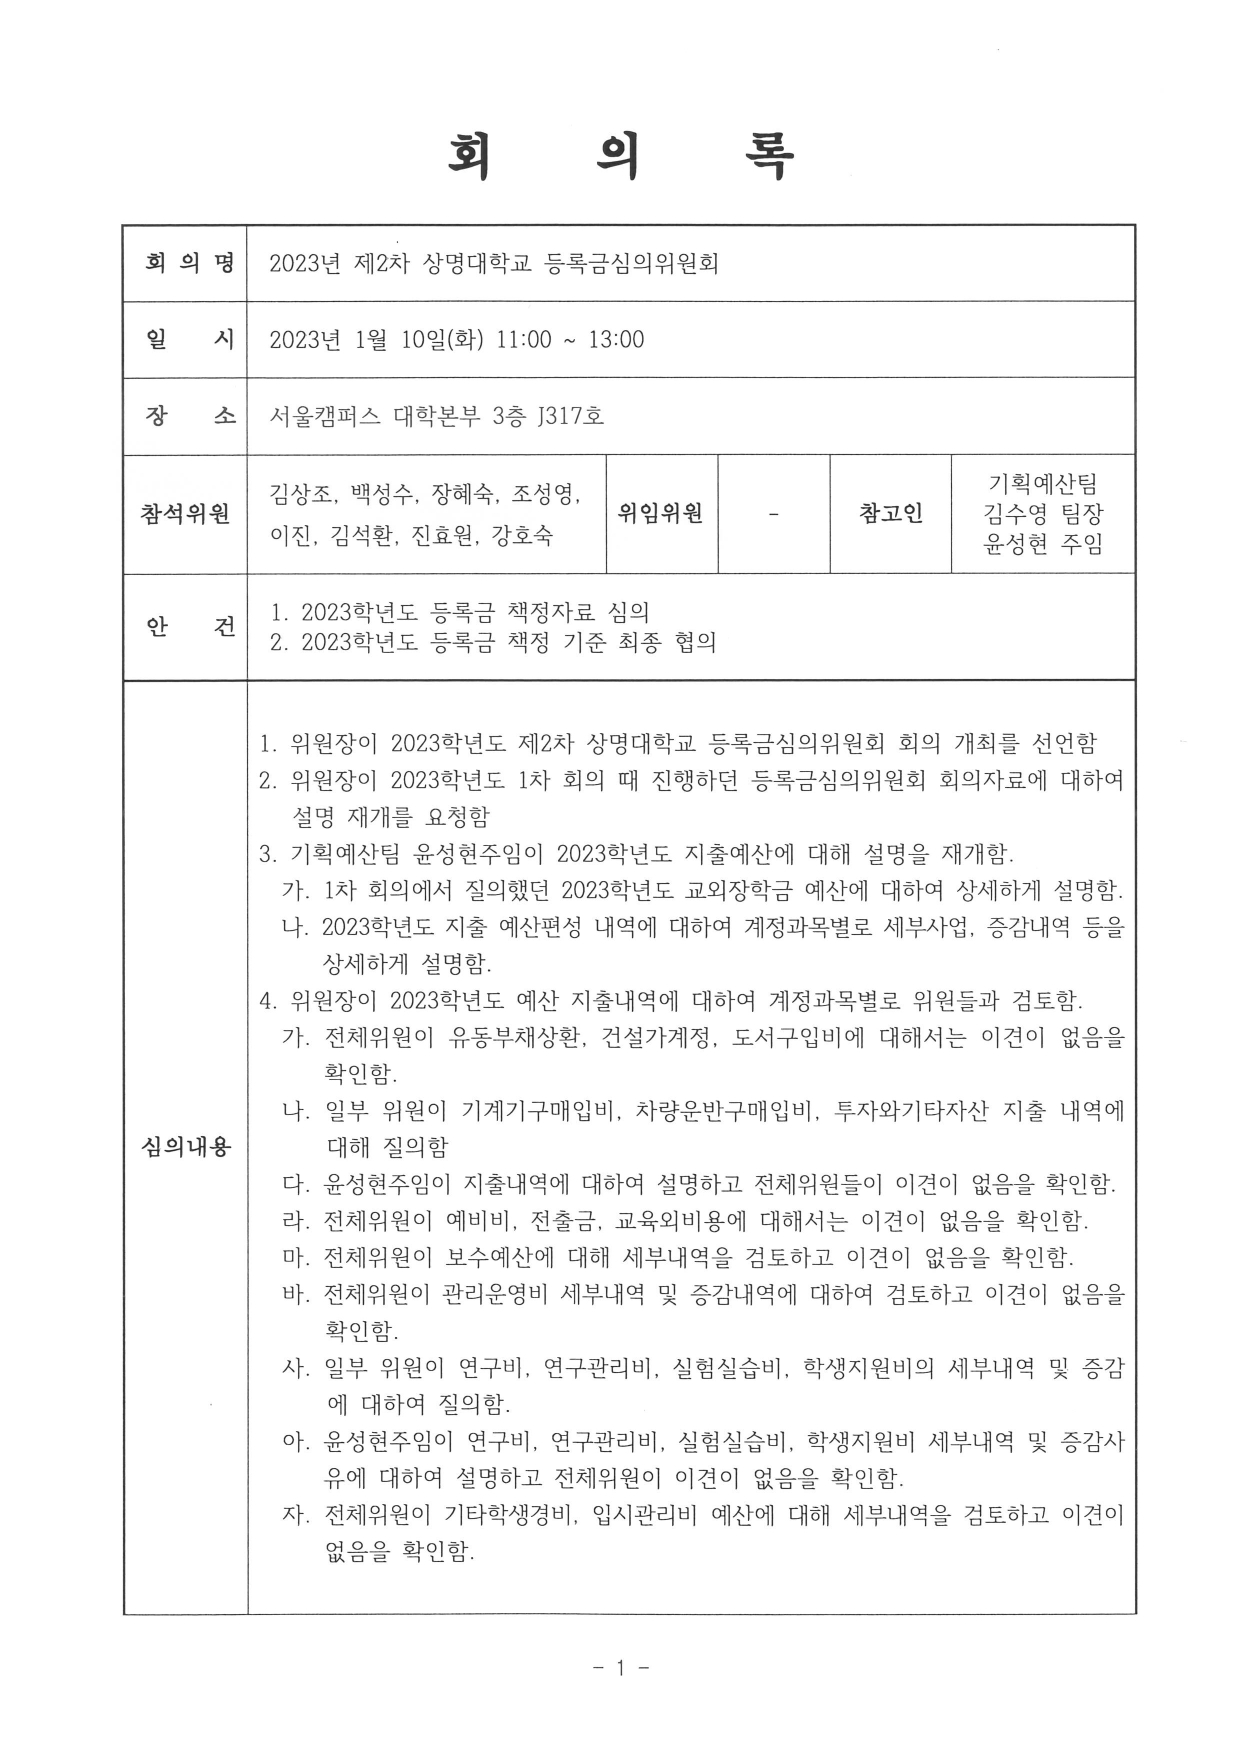 회 의 록
회 의 명 2023년 제2차 상명대학교 등록금심의위원회
일 시 2023년 1월 10일(화) 11:00 ~ 13:00
장 소 서울캠퍼스 대학본부 3층 J317호
참석위원 김상조, 백성수, 장혜숙, 조성영,
이진, 김석환, 진효원, 강호숙
위임위원 -
참고인 기획예산팀
김수영 팀장
윤성현 주임
안 건 1. 2023학년도 등록금 책정자료 심의
2. 2023학년도 등록금 책정 기준 최종 협의
심의내용
1. 위원장이 2023학년도 제2차 상명대학교 등록금심의위원회 회의 개최를 선언함
2. 위원장이 2023학년도 1차 회의 때 진행하던 등록금심의위원회 회의자료에 대하여
설명 재개를 요청함
3. 기획예산팀 윤성현주임이 2023학년도 지출예산에 대해 설명을 재개함.
가. 1차 회의에서 질의했던 2023학년도 교외장학금 예산에 대하여 상세하게 설명함.
나. 2023학년도 지출 예산편성 내역에 대하여 계정과목별로 세부사업, 증감내역 등을
상세하게 설명함.
4. 위원장이 2023학년도 예산 지출내역에 대하여 계정과목별로 위원들과 검토함.
가. 전체위원이 유동부채상환, 건설가계정, 도서구입비에 대해서는 이견이 없음을
확인함.
나. 일부 위원이 기계기구매입비, 차량운반구매입비, 투자와기타자산 지출 내역에
대해 질의함
다. 윤성현주임이 지출내역에 대하여 설명하고 전체위원들이 이견이 없음을 확인함.
라. 전체위원이 예비비, 전출금, 교육외비용에 대해서는 이견이 없음을 확인함.
마. 전체위원이 보수예산에 대해 세부내역을 검토하고 이견이 없음을 확인함.
바. 전체위원이 관리운영비 세부내역 및 증감내역에 대하여 검토하고 이견이 없음을
확인함.
사. 일부 위원이 연구비, 연구관리비, 실험실습비, 학생지원비의 세부내역 및 증감
에 대하여 질의함.
아. 윤성현주임이 연구비, 연구관리비, 실험실습비, 학생지원비 세부내역 및 증감사
유에 대하여 설명하고 전체위원이 이견이 없음을 확인함.
자. 전체위원이 기타학생경비, 입시관리비 예산에 대해 세부내역을 검토하고 이견이
없음을 확인함.
- 1 -